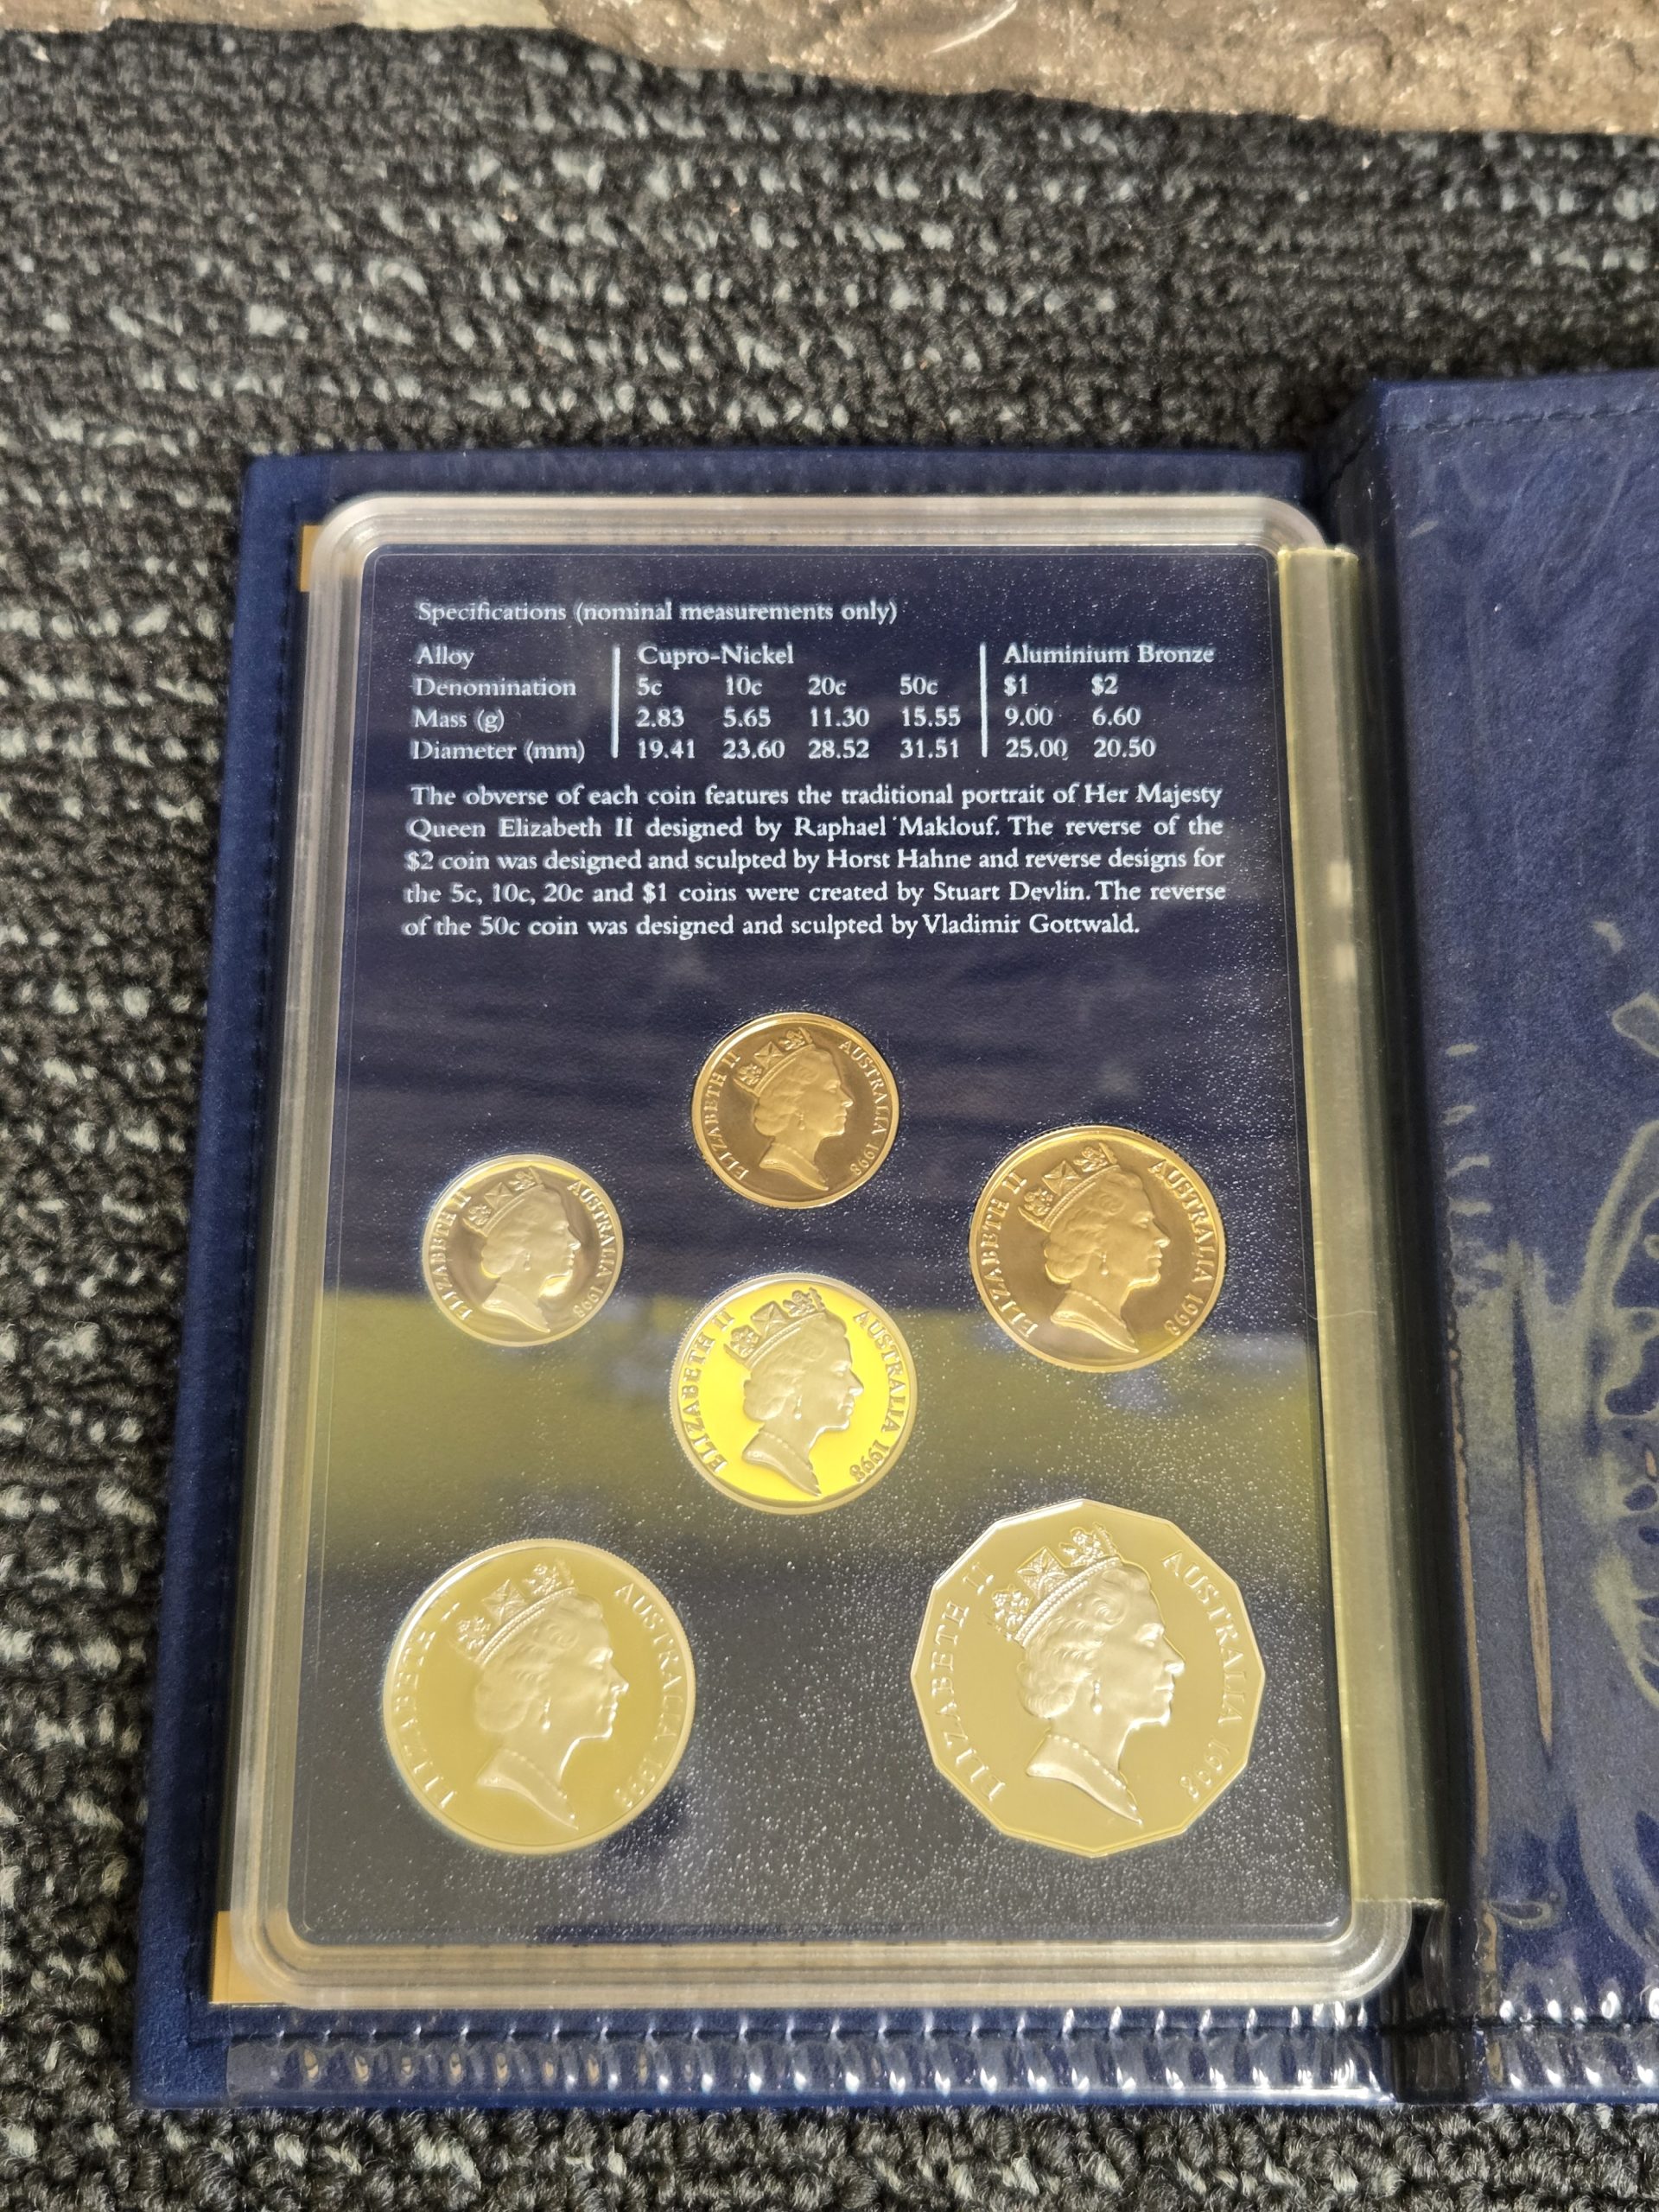 Specifications (nominal measurements only)
Alloy Cupro-Nickel Aluminium Bronze
Denomination 5c 10c 20c 50c $1 $2
Mass (g) 2.83 5.65 11.30 15.55 9.00 6.60
Diameter (mm) 19.41 23.60 28.52 31.51 25.00 20.50
The obverse of each coin features the traditional portrait of Her Majesty
Queen Elizabeth II designed by Raphael Maklouf. The reverse of the
$2 coin was designed and sculpted by Horst Hahne and reverse designs for
the 5c, 10c, 20c and $1 coins were created by Stuart Devlin. The reverse
of the 50c coin was designed and sculpted by Vladimir Gottwald.
ELIZABETH II AUSTRALIA 1998
ELIZABETH II AUSTRALIA 1998
ELIZABETH II AUSTRALIA 1998
ELIZABETH II AUSTRALIA 1998
ELIZABETH II AUSTRALIA 1998
ELIZABETH II AUSTRALIA 1998